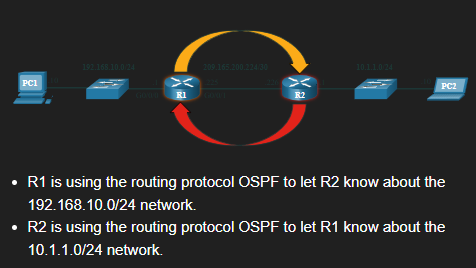 192.168.10.0/24
209.165.200.224/30
10.1.1.0/24
PC1
R1
R2
PC2
• R1 is using the routing protocol OSPF to let R2 know about the
192.168.10.0/24 network.
• R2 is using the routing protocol OSPF to let R1 know about the
10.1.1.0/24 network.